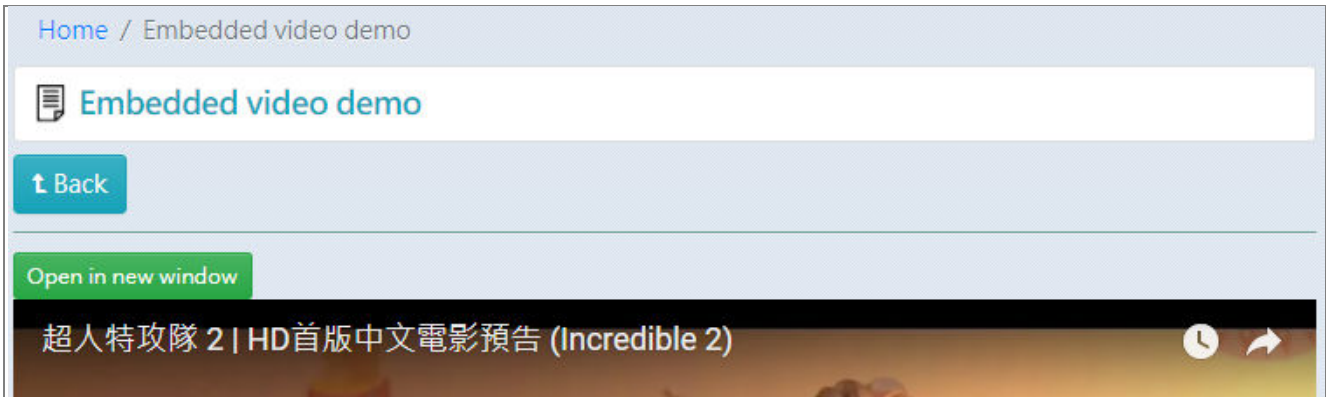 Home / Embedded video demo
Embedded video demo
Back
Open in new window
超人特攻隊 2 | HD首版中文電影預告 (Incredible 2)